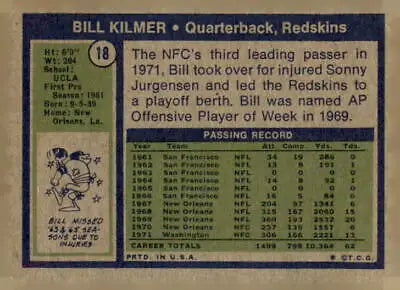 BILL KILMER • Quarterback, Redskins
18
Ht: 6'0" 
Wt: 204
School:
UCLA
First Pro
Season: 1961
Born: 9-5-39
Home: New
Orleans, La.
The NFC's third leading passer in
1971, Bill took over for injured Sonny
Jurgensen and led the Redskins to
a playoff berth. Bill was named AP
Offensive Player of Week in 1969.
BILL MISSED
'63 & '65 SEA-
SONS DUE TO
INJURIES
PASSING RECORD
Year Team Att. Comp. Yds. TD
1961 San Francisco NFL 34 19 286 0
1962 San Francisco NFL 13 8 191
1963 San Francisco NFL
1964 San Francisco NFL 14 8 92 1
1965 San Francisco NFL
1966 San Francisco NFL 16 5 84 0
1967 New Orleans NFL 204 97 1341
1968 New Orleans NFL 315 167 2060 15
1969 New Orleans NFL 193 2532 20
1970 New Orleans NFC 237 135 1557
1971 Washington NFC 306 166 2221 13
CAREER TOTALS 1499 798 10,364 62
PRTD. IN U.S.A.
© T.C.G.